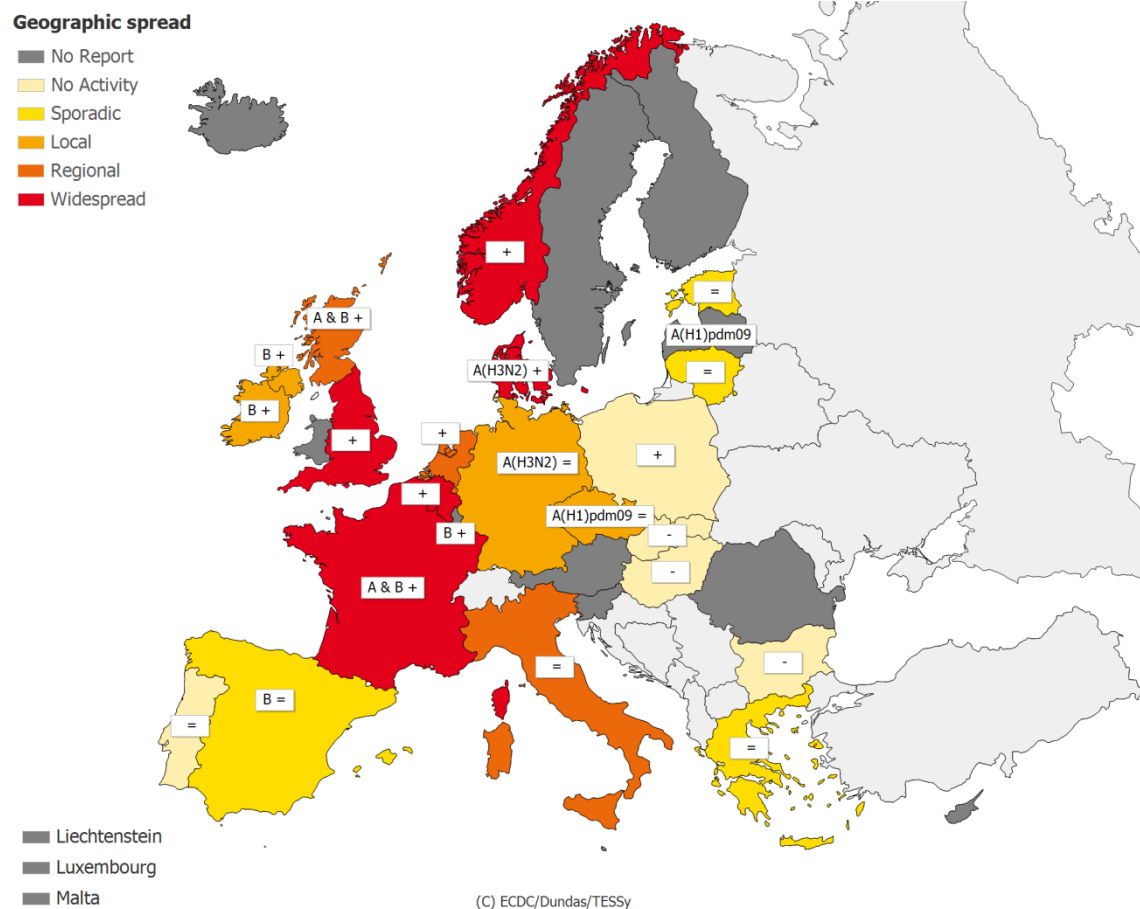 Geographic spread
No Report
No Activity
Sporadic
Local
Regional
Widespread
+
=
A & B +
A(H1)pdm09
B +
A(H3N2) +
=
B +
+
+
+
A(H3N2) =
+
A(H1)pdm09 =
B +
-
-
A & B +
-
=
B =
=
=
Liechtenstein
Luxembourg
Malta
(C) ECDC/Dundas/TESSy